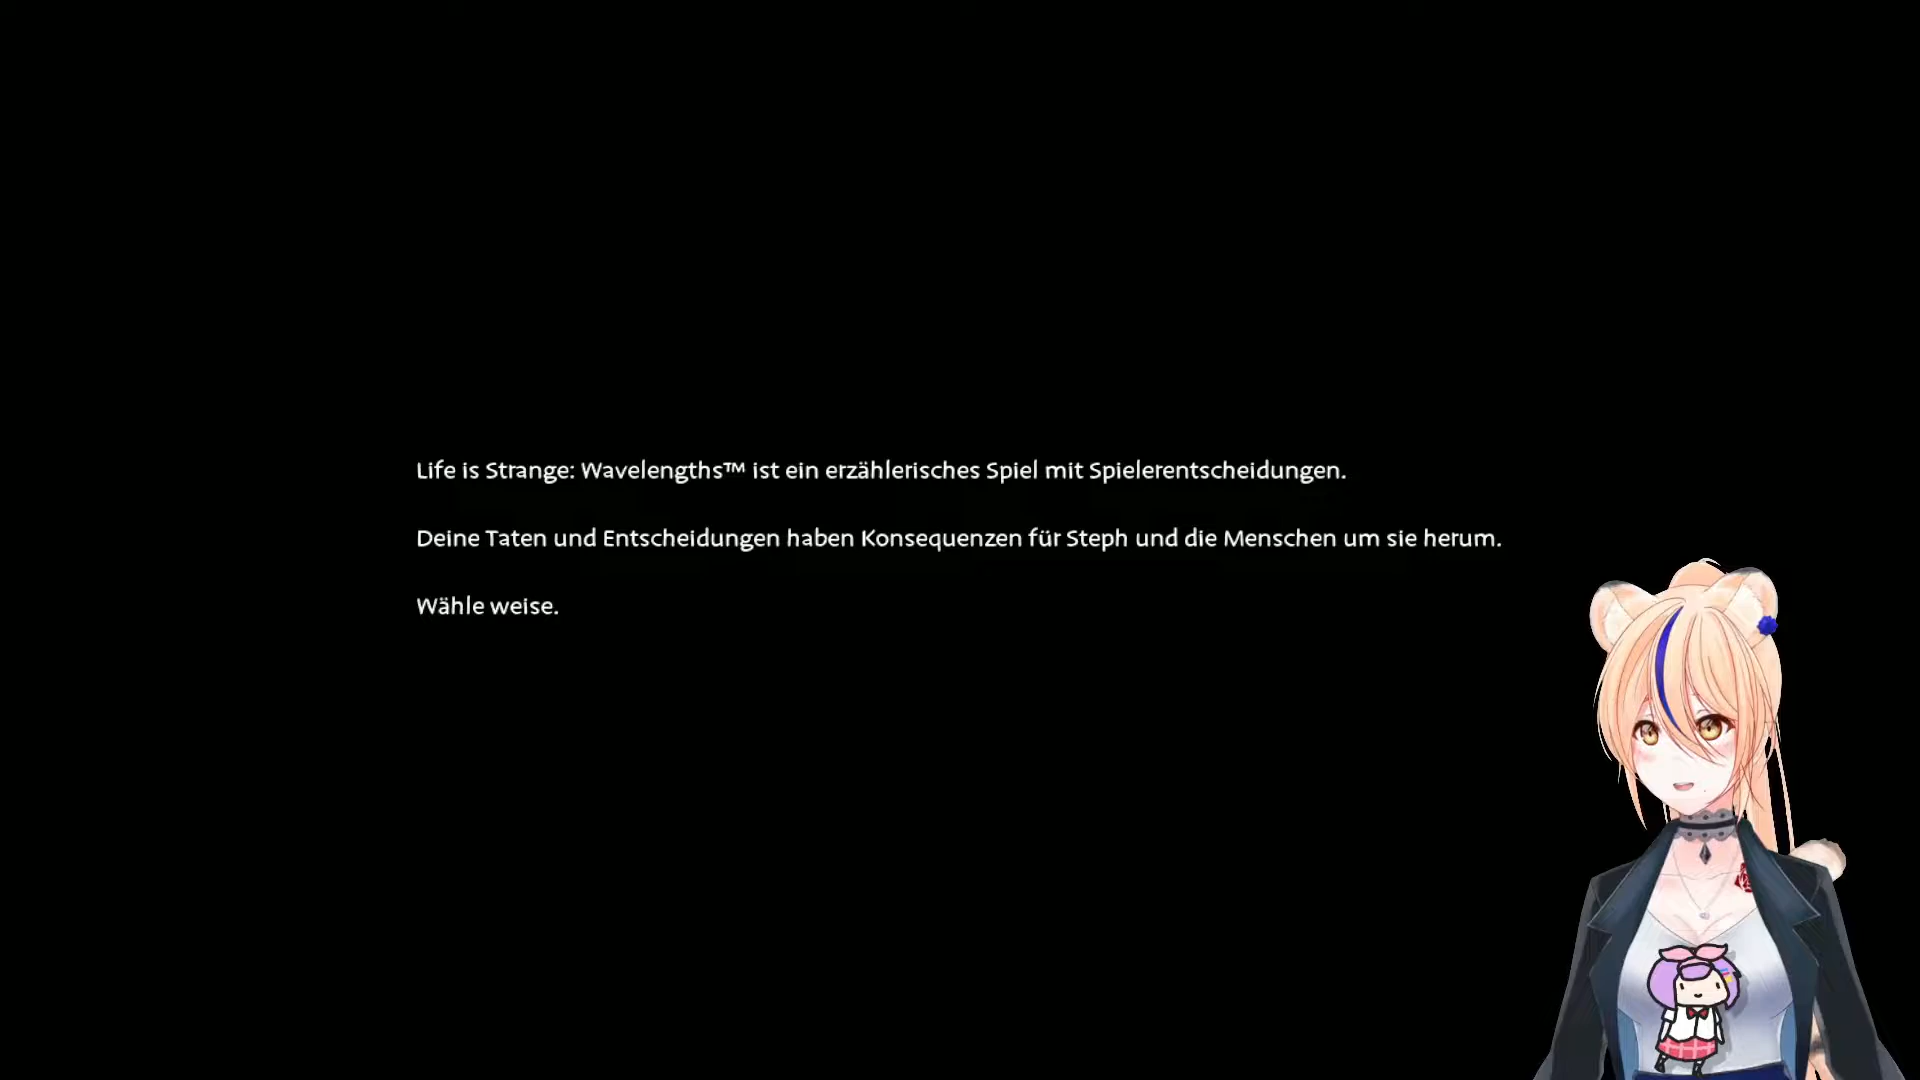 Life is Strange: Wavelengths™ ist ein erzählerisches Spiel mit Spielerentscheidungen.
Deine Taten und Entscheidungen haben Konsequenzen für Steph und die Menschen um sie herum.
Wähle weise.